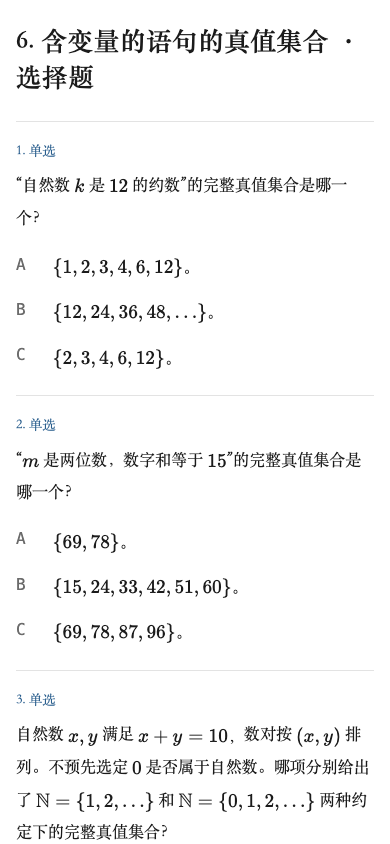 6. 含变量的语句的真值集合 ·
选择题
1. 单选
“自然数 k 是 12 的约数”的完整真值集合是哪一
个？
A {1, 2, 3, 4, 6, 12}。
B {12, 24, 36, 48, . . .}。
C {2, 3, 4, 6, 12}。
2. 单选
“m 是两位数，数字和等于 15”的完整真值集合是
哪一个？
A {69, 78}。
B {15, 24, 33, 42, 51, 60}。
C {69, 78, 87, 96}。
3. 单选
自然数 x, y 满足 x + y = 10，数对按 (x, y) 排
列。不预先选定 0 是否属于自然数。哪项分别给出
了 ℕ = {1, 2, . . .} 和 ℕ = {0, 1, 2, . . .} 两种约
定下的完整真值集合？